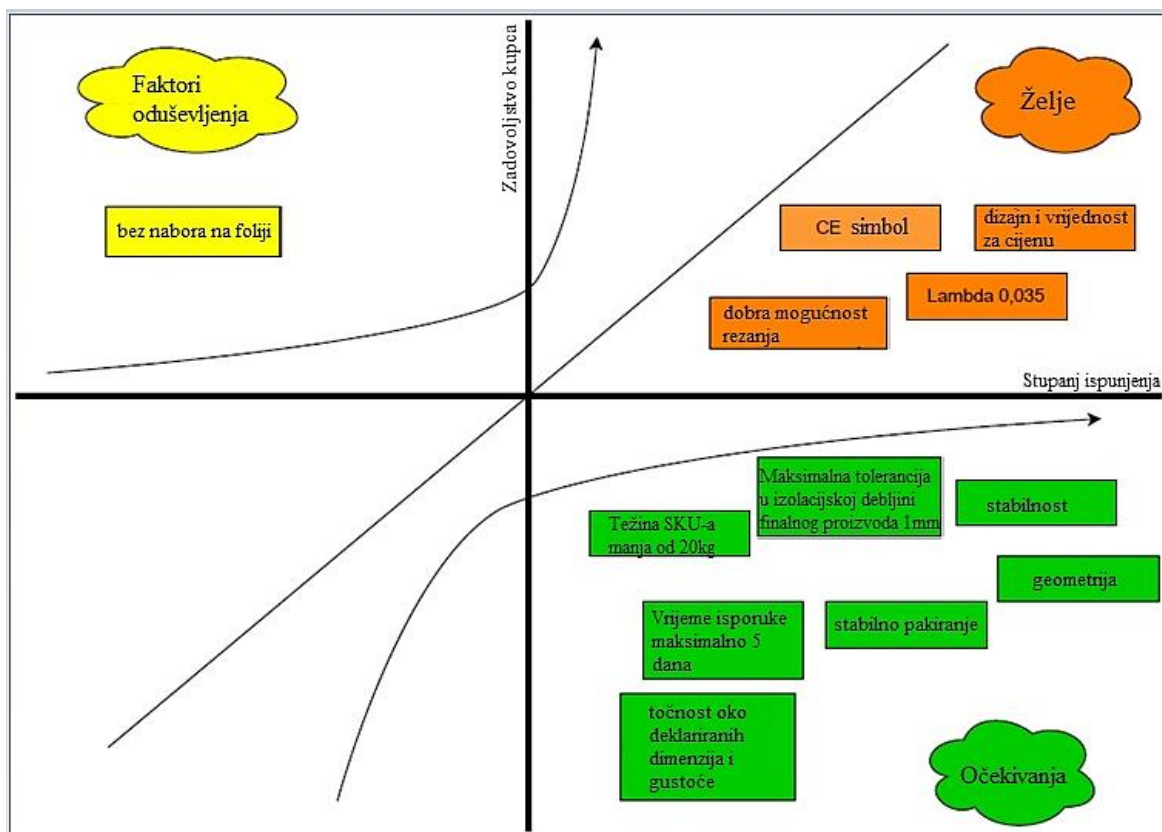 Faktori
oduševljenja
Zadovoljstvo kupca
Želje
bez nabora na foliji
CE simbol
dizajn i vrijednost
za cijenu
Lambda 0,035
dobra mogućnost
rezanja
Stupanj ispunjenja
Maksimalna tolerancija
u izolacijskoj debljini
finalnog proizvoda 1mm
stabilnost
Težina SKU-a
manja od 20kg
geometrija
Vrijeme isporuke
maksimalno 5
dana
stabilno pakiranje
točnost oko
deklariranih
dimenzija i
gustoće
Očekivanja